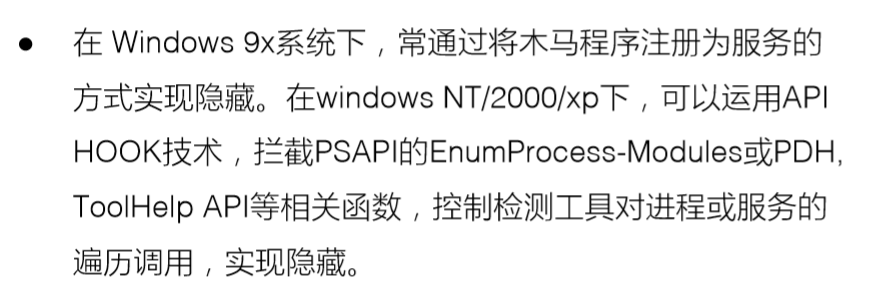 ● 在 Windows 9x系统下，常通过将木马程序注册为服务的
方式实现隐藏。在windows NT/2000/xp下，可以运用API
HOOK技术，拦截PSAPI的EnumProcess-Modules或PDH,
ToolHelp API等相关函数，控制检测工具对进程或服务的
遍历调用，实现隐藏。